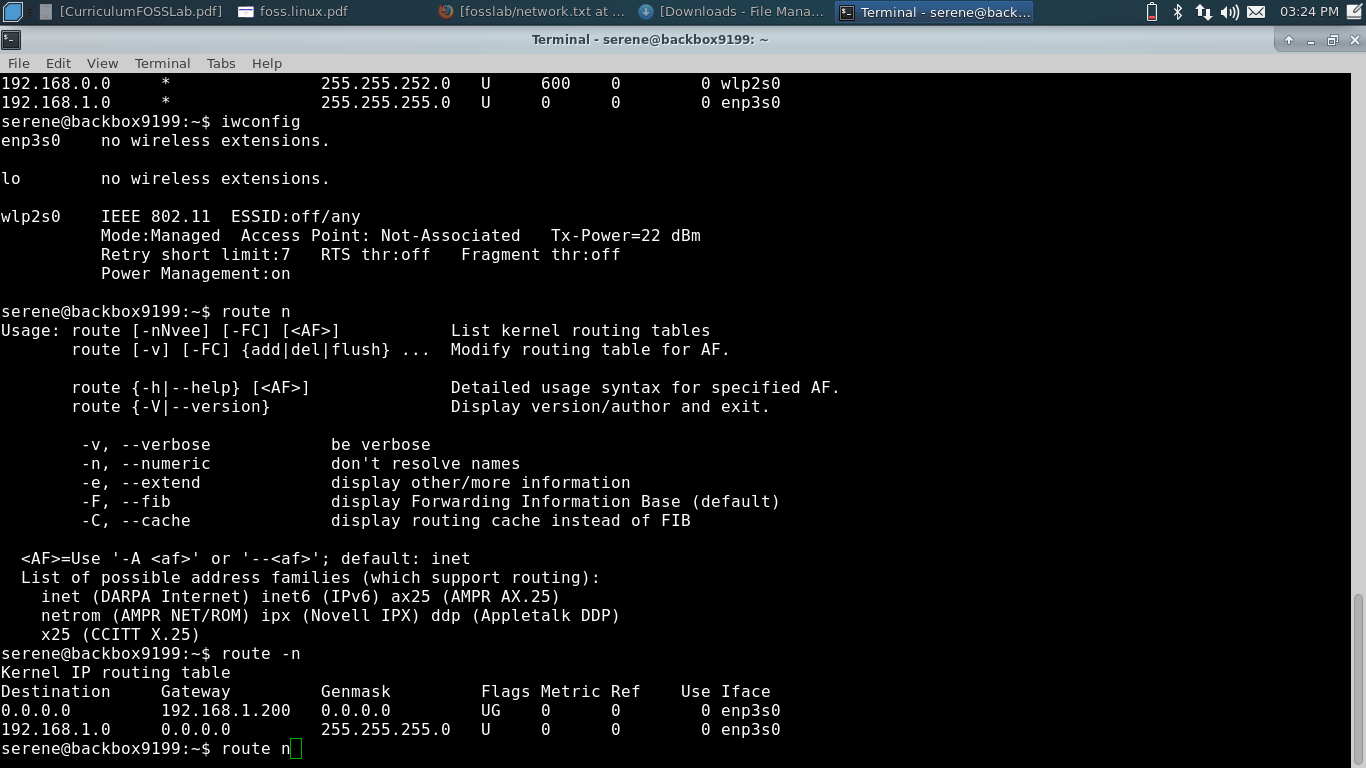 [CurriculumFOSSLab.pdf] foss.linux.pdf [fosslab/network.txt at ... [Downloads - File Mana... Terminal - serene@back... 03:24 PM
Terminal - serene@backbox9199: ~
File Edit View Terminal Tabs Help
192.168.0.0     *               255.255.252.0   U     600    0        0 wlp2s0
192.168.1.0     *               255.255.255.0   U     0      0        0 enp3s0
serene@backbox9199:~$ iwconfig
enp3s0    no wireless extensions.

lo        no wireless extensions.

wlp2s0    IEEE 802.11  ESSID:off/any
          Mode:Managed  Access Point: Not-Associated   Tx-Power=22 dBm
          Retry short limit:7   RTS thr:off   Fragment thr:off
          Power Management:on

serene@backbox9199:~$ route n
Usage: route [-nNvee] [-FC] [<AF>]           List kernel routing tables
       route [-v] [-FC] {add|del|flush} ...  Modify routing table for AF.

       route {-h|--help} [<AF>]              Detailed usage syntax for specified AF.
       route {-V|--version}                  Display version/author and exit.

        -v, --verbose            be verbose
        -n, --numeric            don't resolve names
        -e, --extend             display other/more information
        -F, --fib                display Forwarding Information Base (default)
        -C, --cache              display routing cache instead of FIB

  <AF>=Use '-A <af>' or '--<af>'; default: inet
  List of possible address families (which support routing):
    inet (DARPA Internet) inet6 (IPv6) ax25 (AMPR AX.25)
    netrom (AMPR NET/ROM) ipx (Novell IPX) ddp (Appletalk DDP)
    x25 (CCITT X.25)
serene@backbox9199:~$ route -n
Kernel IP routing table
Destination     Gateway         Genmask         Flags Metric Ref    Use Iface
0.0.0.0         192.168.1.200   0.0.0.0         UG    0      0        0 enp3s0
192.168.1.0     0.0.0.0         255.255.255.0   U     0      0        0 enp3s0
serene@backbox9199:~$ route n